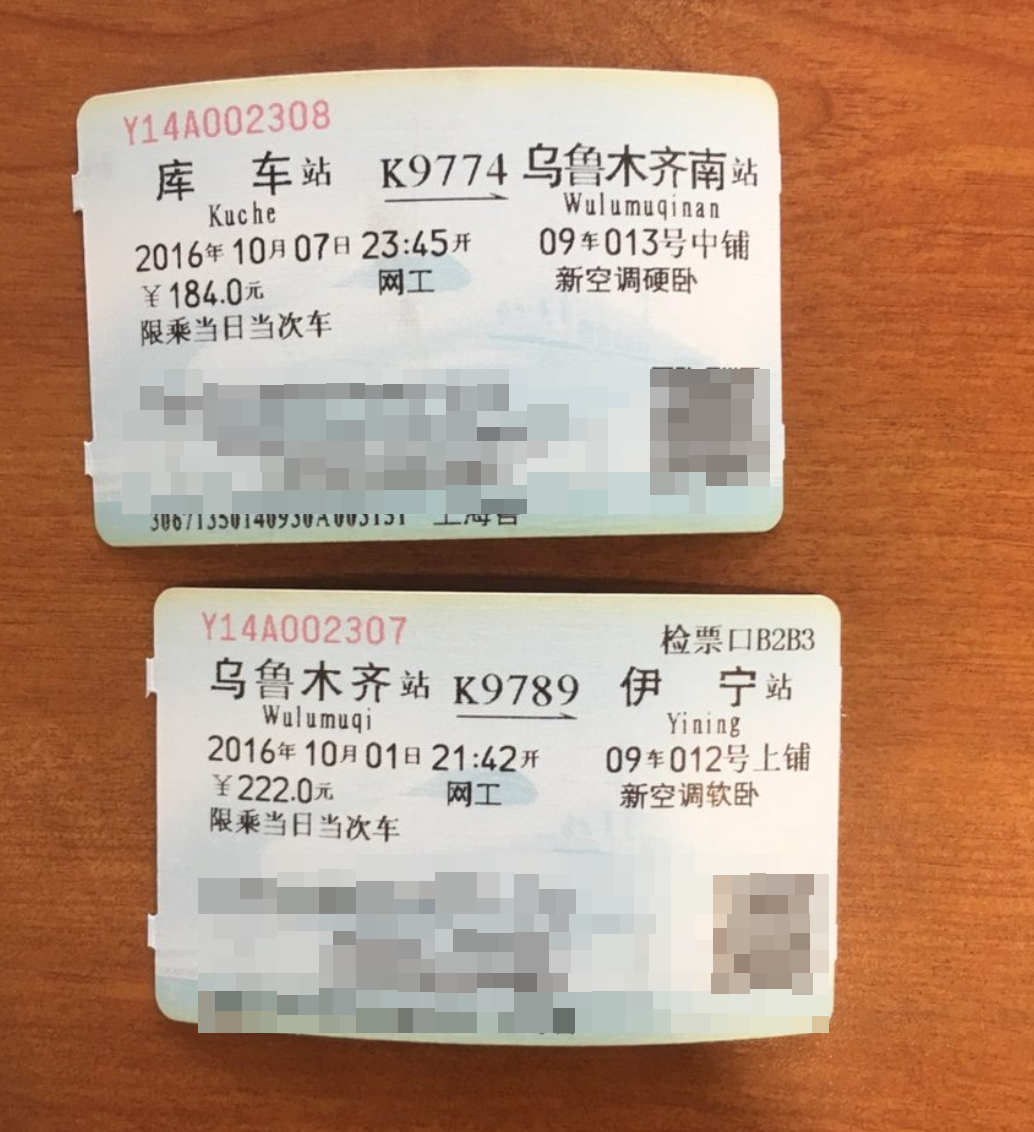 Y14A002308
库 车站 K9774 乌鲁木齐南站
Kuche Wulumuqinan
2016年10月07日 23:45开 09车013号中铺
¥184.0元 网工 新空调硬卧
限乘当日当次车
30671350140930A003131 上海售
Y14A002307
检票口B2B3
乌鲁木齐站 K9789 伊 宁站
Wulumuqi Yining
2016年10月01日 21:42开 09车012号上铺
¥222.0元 网工 新空调软卧
限乘当日当次车